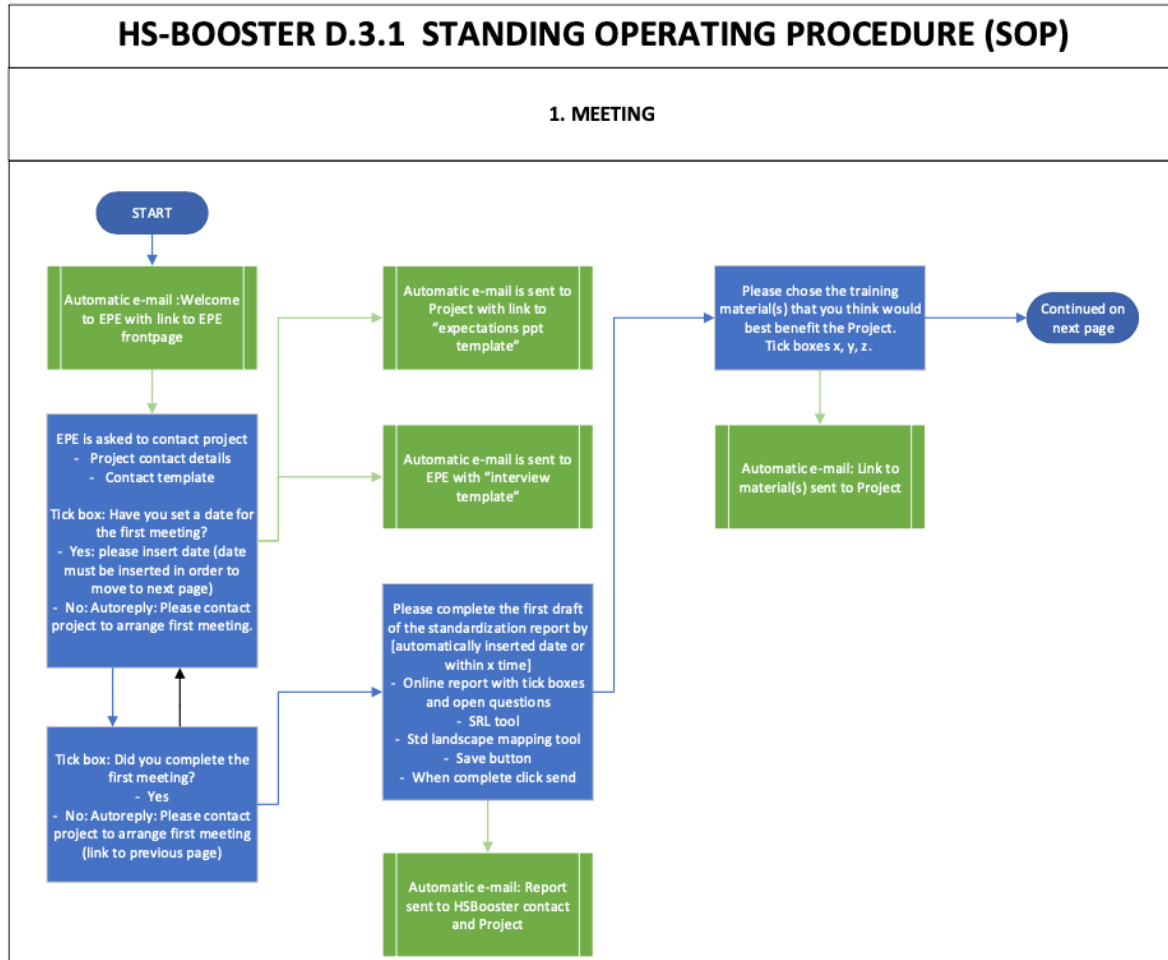 HS-BOOSTER D.3.1  STANDING OPERATING PROCEDURE (SOP)
1. MEETING
START
Automatic e-mail :Welcome
to EPE with link to EPE
frontpage
EPE is asked to contact project
- Project contact details
- Contact template
Tick box: Have you set a date for
the first meeting?
- Yes: please insert date (date
must be inserted in order to
move to next page)
- No: Autoreply: Please contact
project to arrange first meeting.
Tick box: Did you complete the
first meeting?
- Yes
- No: Autoreply: Please contact
project to arrange first meeting
(link to previous page)
Automatic e-mail is sent to
Project with link to
“expectations ppt
template”
Automatic e-mail is sent to
EPE with “interview
template”
Please complete the first draft
of the standardization report by
[automatically inserted date or
within x time]
- Online report with tick boxes
and open questions
- SRL tool
- Std landscape mapping tool
- Save button
- When complete click send
Automatic e-mail: Report
sent to HSBooster contact
and Project
Please chose the training
material(s) that you think would
best benefit the Project.
Tick boxes x, y, z.
Automatic e-mail: Link to
material(s) sent to Project
Continued on
next page